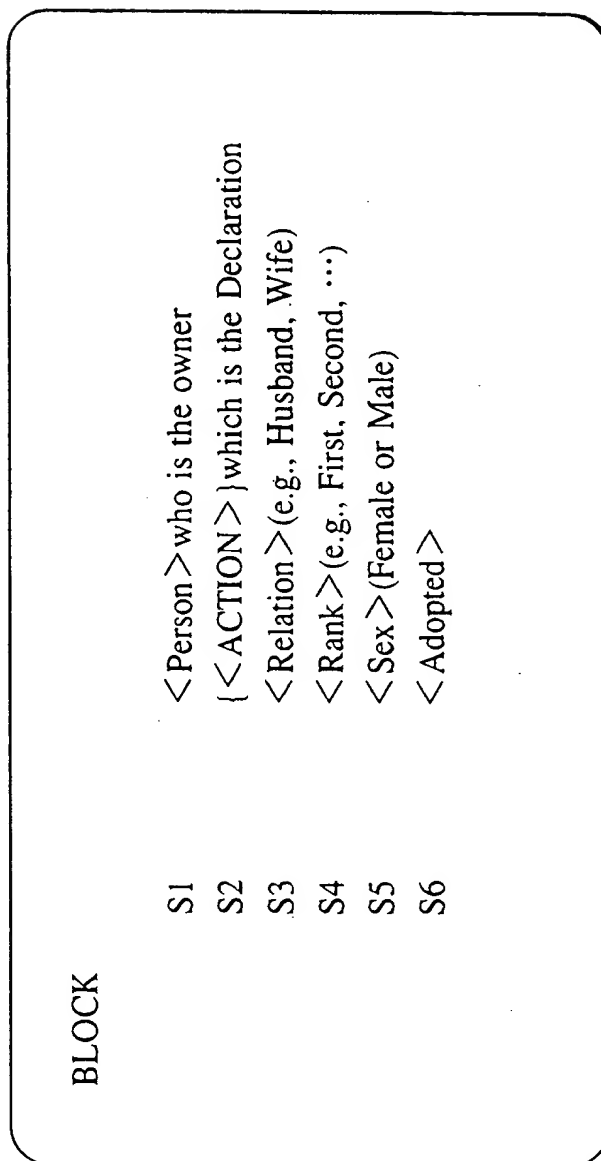 BLOCK
S1 <Person>who is the owner
S2 {<ACTION>}which is the Declaration
S3 <Relation>(e.g., Husband, Wife)
S4 <Rank>(e.g., First, Second, ⋯)
S5 <Sex>(Female or Male)
S6 <Adopted>